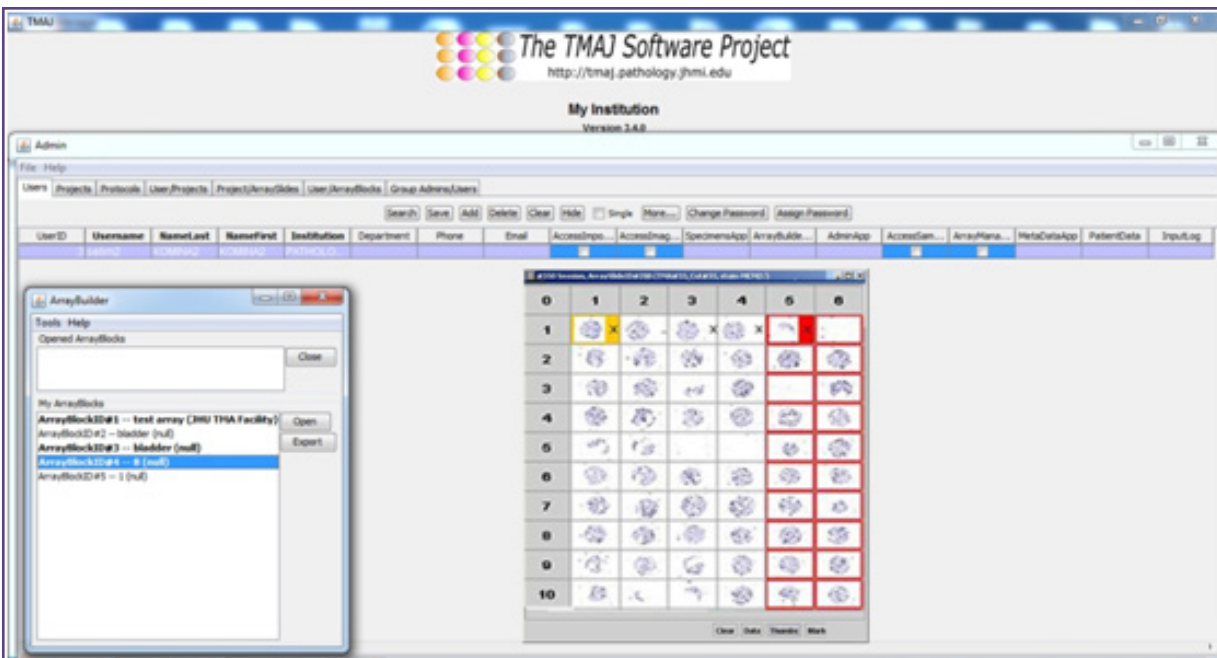 TMAJ
The TMAJ Software Project
http://tmaj.pathology.jhmi.edu
My Institution
Version 3.4.0
Admin
File Help
Users Projects Protocols User/Projects Project/ArraySlides User/ArrayBlocks Group Admins/Users
Search Save Add Delete Clear Hide Single More... Change Password Assign Password
UserID Username NameLast NameFirst Institution Department Phone Email AccessImpo... AccessImag... SpecimensApp ArrayBuilde... AdminApp AccessSam... ArrayMana... MetaDataApp PatientData InputLog
ArrayBuilder
Tools Help
Opened ArrayBlocks
Close
My ArrayBlocks
ArrayBlockID#1 -- test array (JHU TMA Facility)
ArrayBlockID#2 -- bladder (null)
ArrayBlockID#3 -- bladder (null)
ArrayBlockID#4 -- 8 (null)
ArrayBlockID#5 -- 1 (null)
Open
Export
0 1 2 3 4 5 6
1 X X X X
2
3
4
5
6
7
8
9
10
Clear Data Thumbs Mark